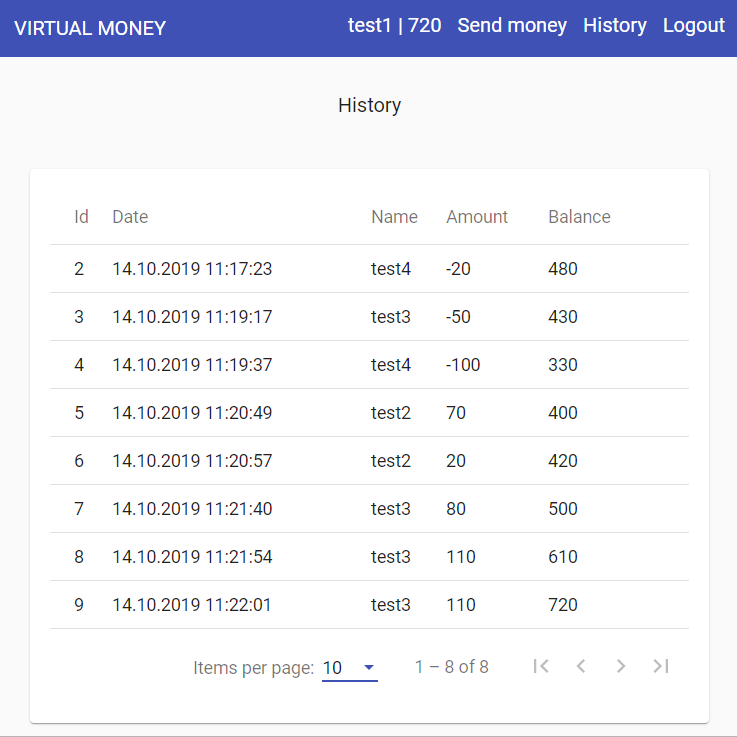 VIRTUAL MONEY test1 | 720 Send money History Logout
History
Id Date Name Amount Balance
2 14.10.2019 11:17:23 test4 -20 480
3 14.10.2019 11:19:17 test3 -50 430
4 14.10.2019 11:19:37 test4 -100 330
5 14.10.2019 11:20:49 test2 70 400
6 14.10.2019 11:20:57 test2 20 420
7 14.10.2019 11:21:40 test3 80 500
8 14.10.2019 11:21:54 test3 110 610
9 14.10.2019 11:22:01 test3 110 720
Items per page: 10 1 – 8 of 8